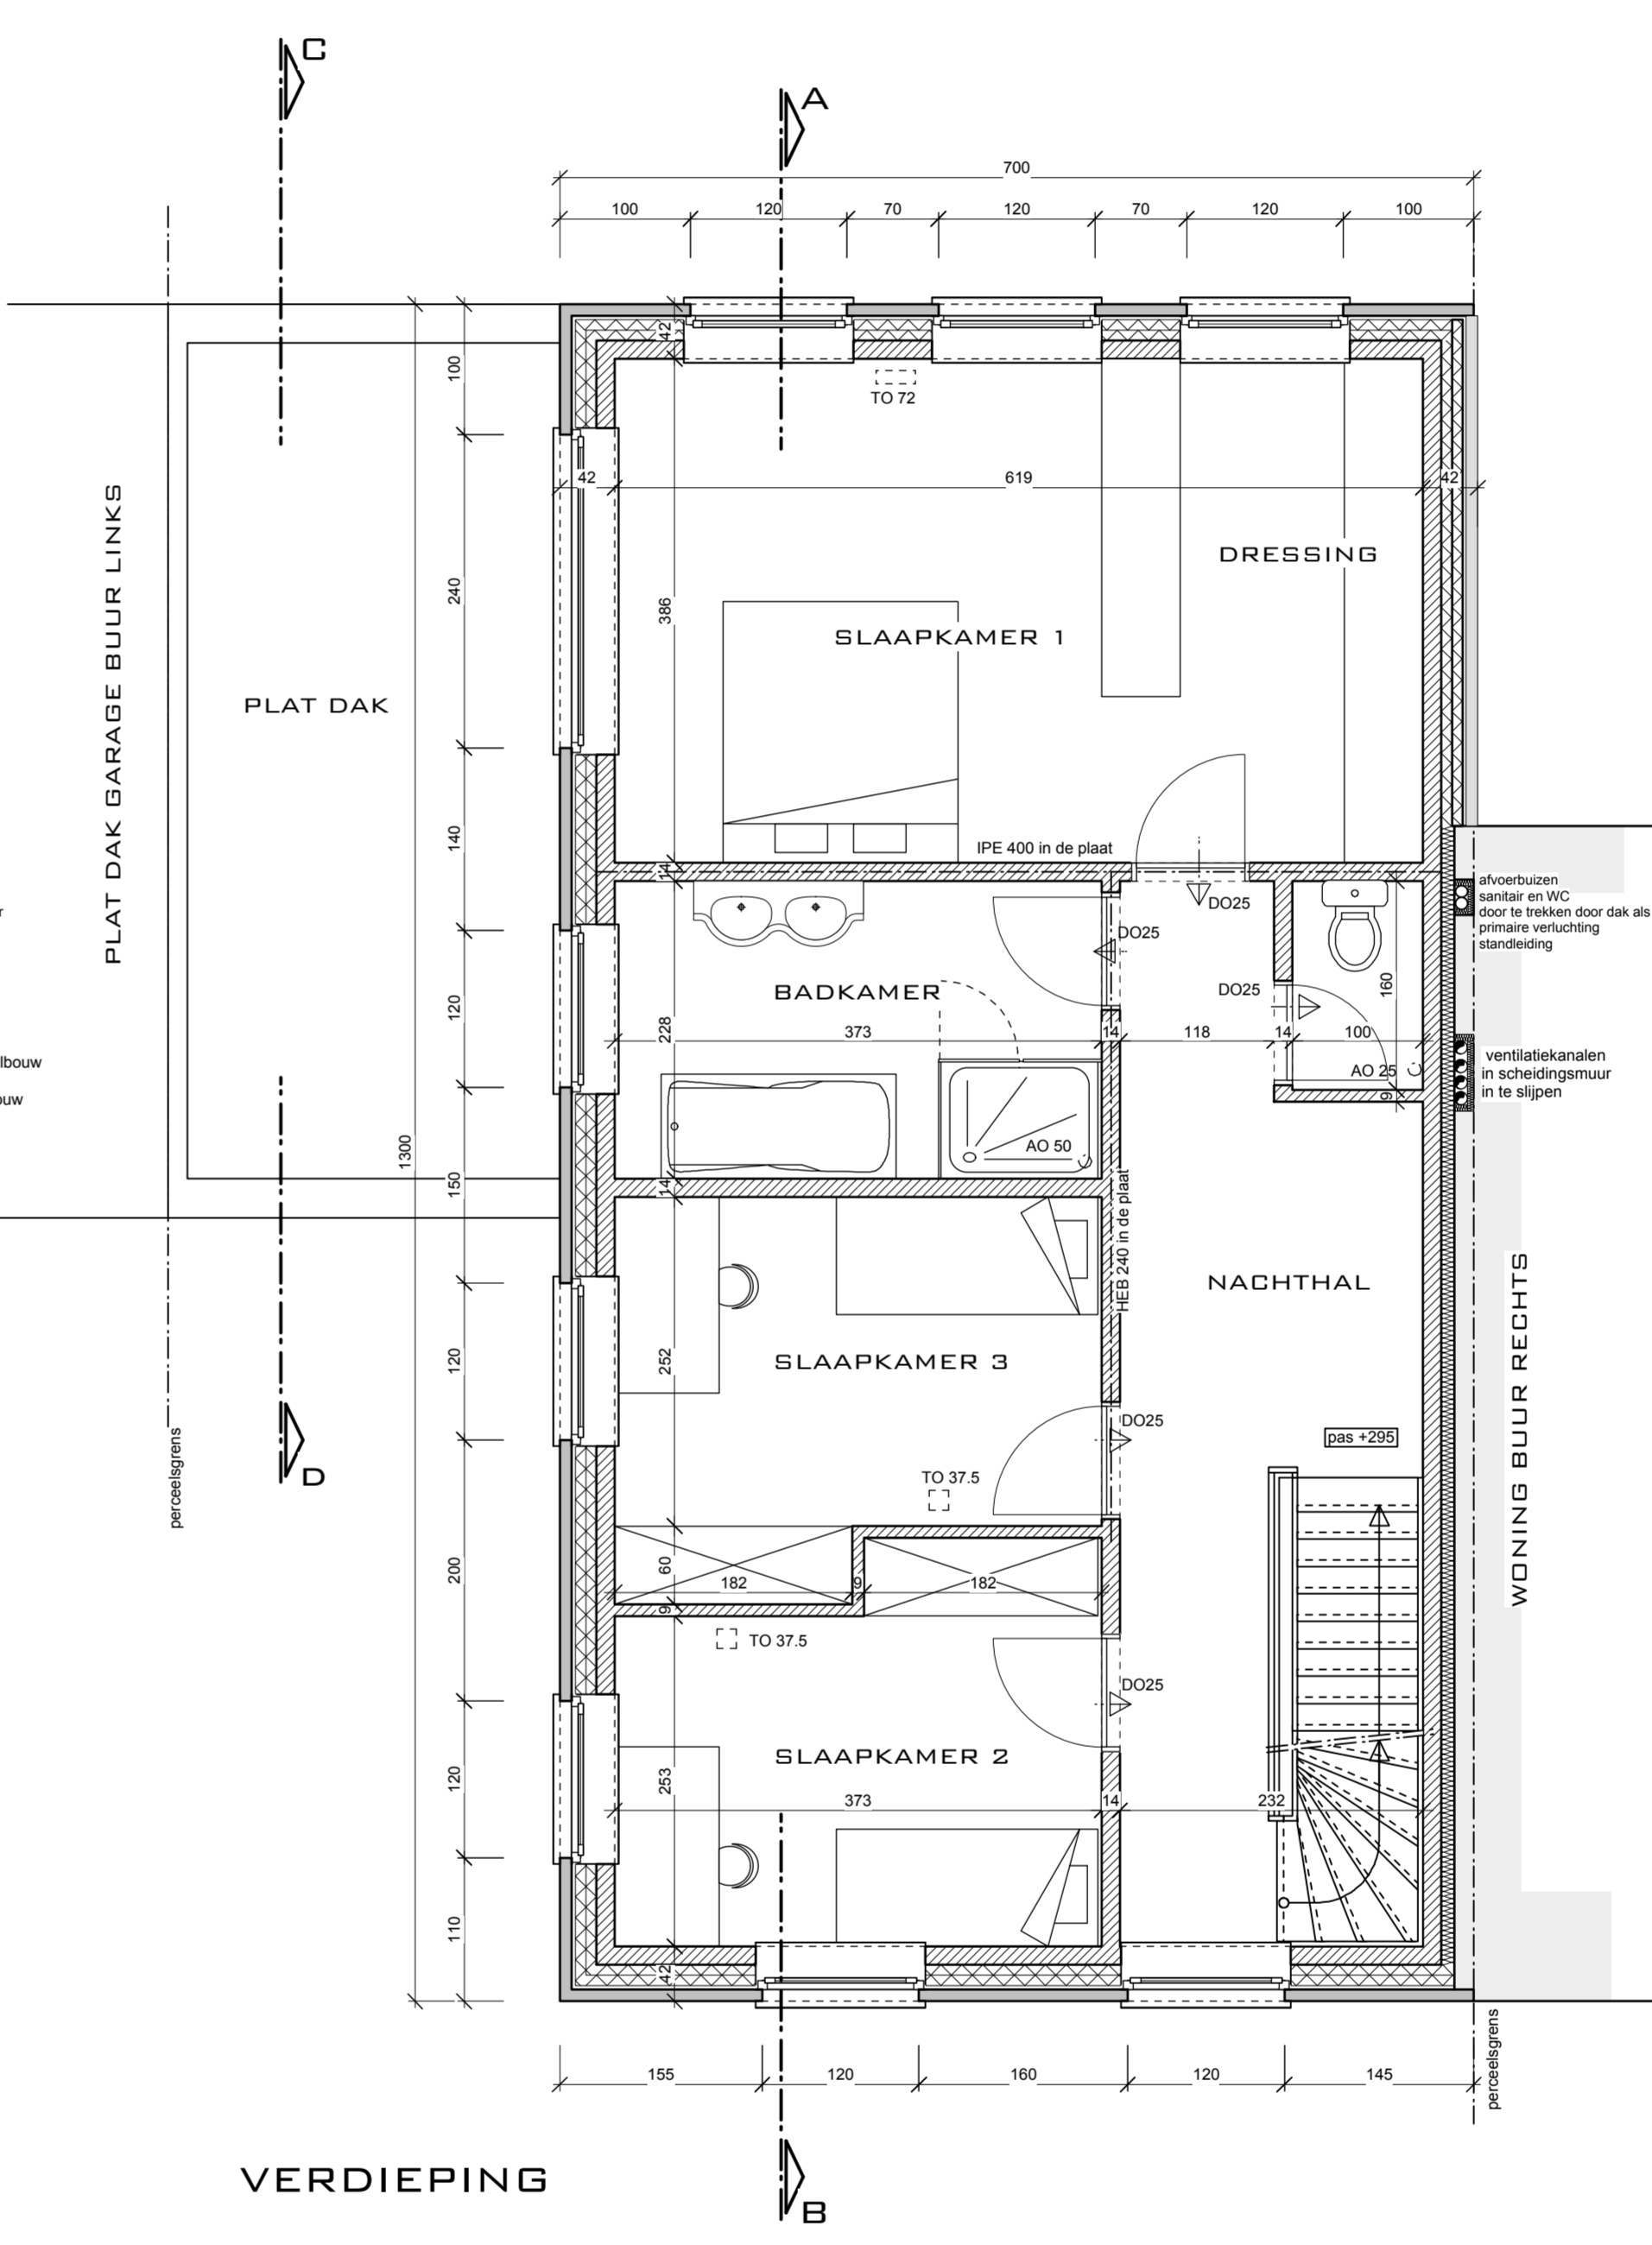 C
A
700
100 120 70 120 70 120 100
42
100
TO 72
42 619 42
DRESSING
PLAT DAK GARAGE BUUR LINKS
240
386
SLAAPKAMER 1
PLAT DAK
140
IPE 400 in de plaat
14
DO25
afvoerbuizen
sanitair en WC
door te trekken door dak als
primaire verluchting
standleiding
r
DO25
BADKAMER
DO25
160
120
228
373 14 118 14 100
lbouw
ouw
AO 25
9
ventilatiekanalen
in scheidingsmuur
in te slijpen
1300
AO 50
150
14
HEB 240 in de plaat
NACHTHAL
WONING BUUR RECHTS
120
252
SLAAPKAMER 3
DO25
pas +295
perceelsgrens
D
TO 37.5
200
60
182 9 182
9
TO 37.5
DO25
SLAAPKAMER 2
120
253
373 14 232
110
42
perceelsgrens
155 120 160 120 145
VERDIEPING
B